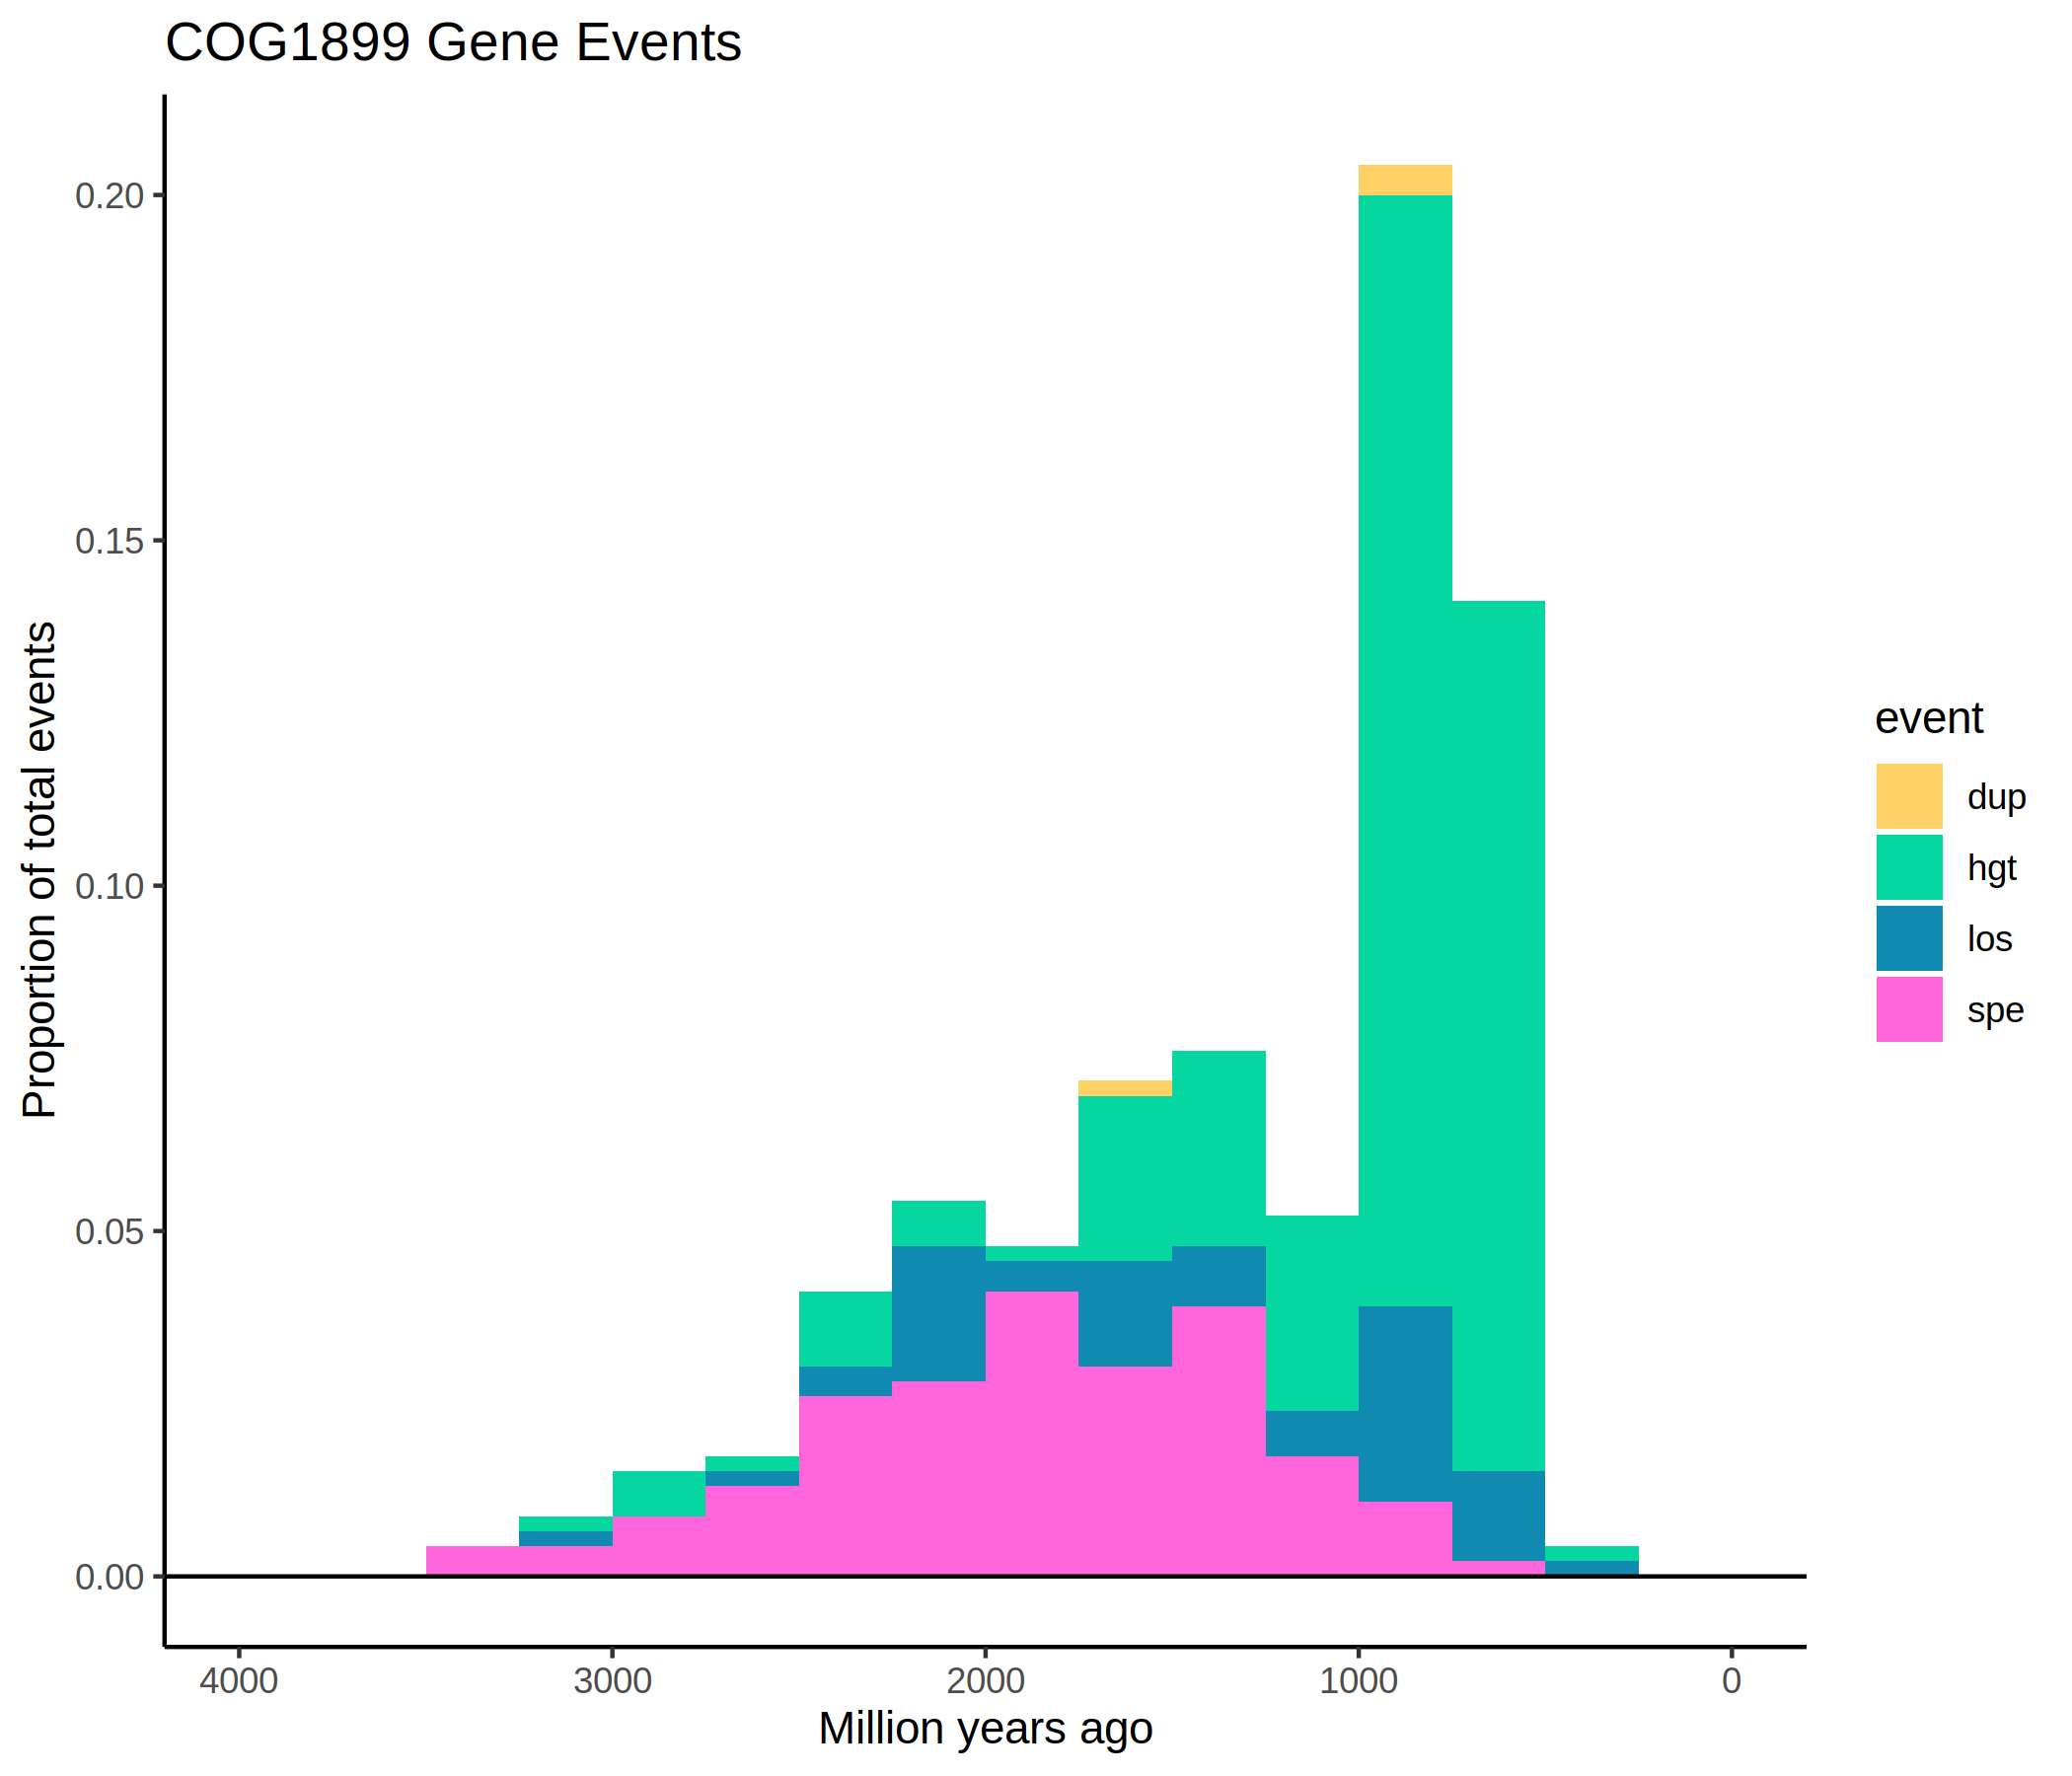 COG1899 Gene Events
Proportion of total events
0.20
0.15
0.10
0.05
0.00
4000 3000 2000 1000 0
Million years ago
event
dup
hgt
los
spe